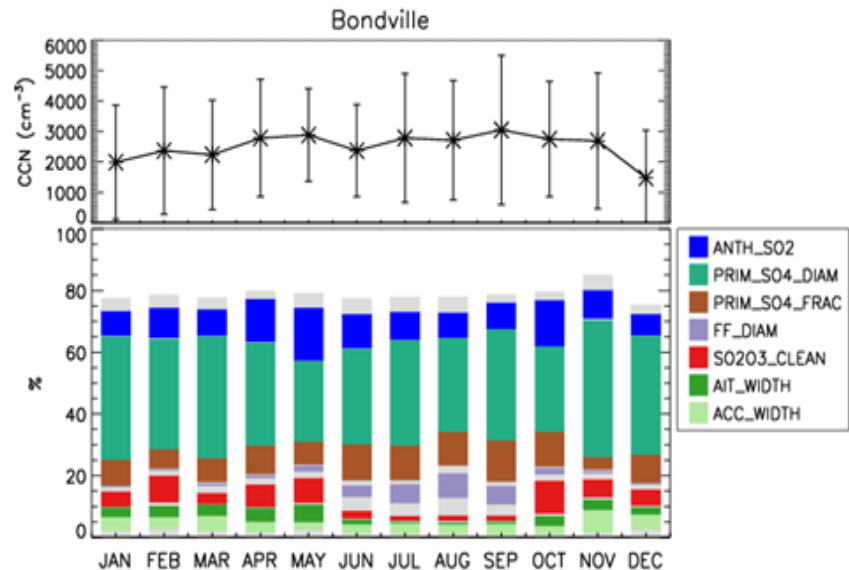 Bondville
CCN (cm⁻³)
6000
5000
4000
3000
2000
1000
0
%
100
80
60
40
20
0
JAN FEB MAR APR MAY JUN JUL AUG SEP OCT NOV DEC
ANTH_SO2
PRIM_SO4_DIAM
PRIM_SO4_FRAC
FF_DIAM
SO2O3_CLEAN
AIT_WIDTH
ACC_WIDTH